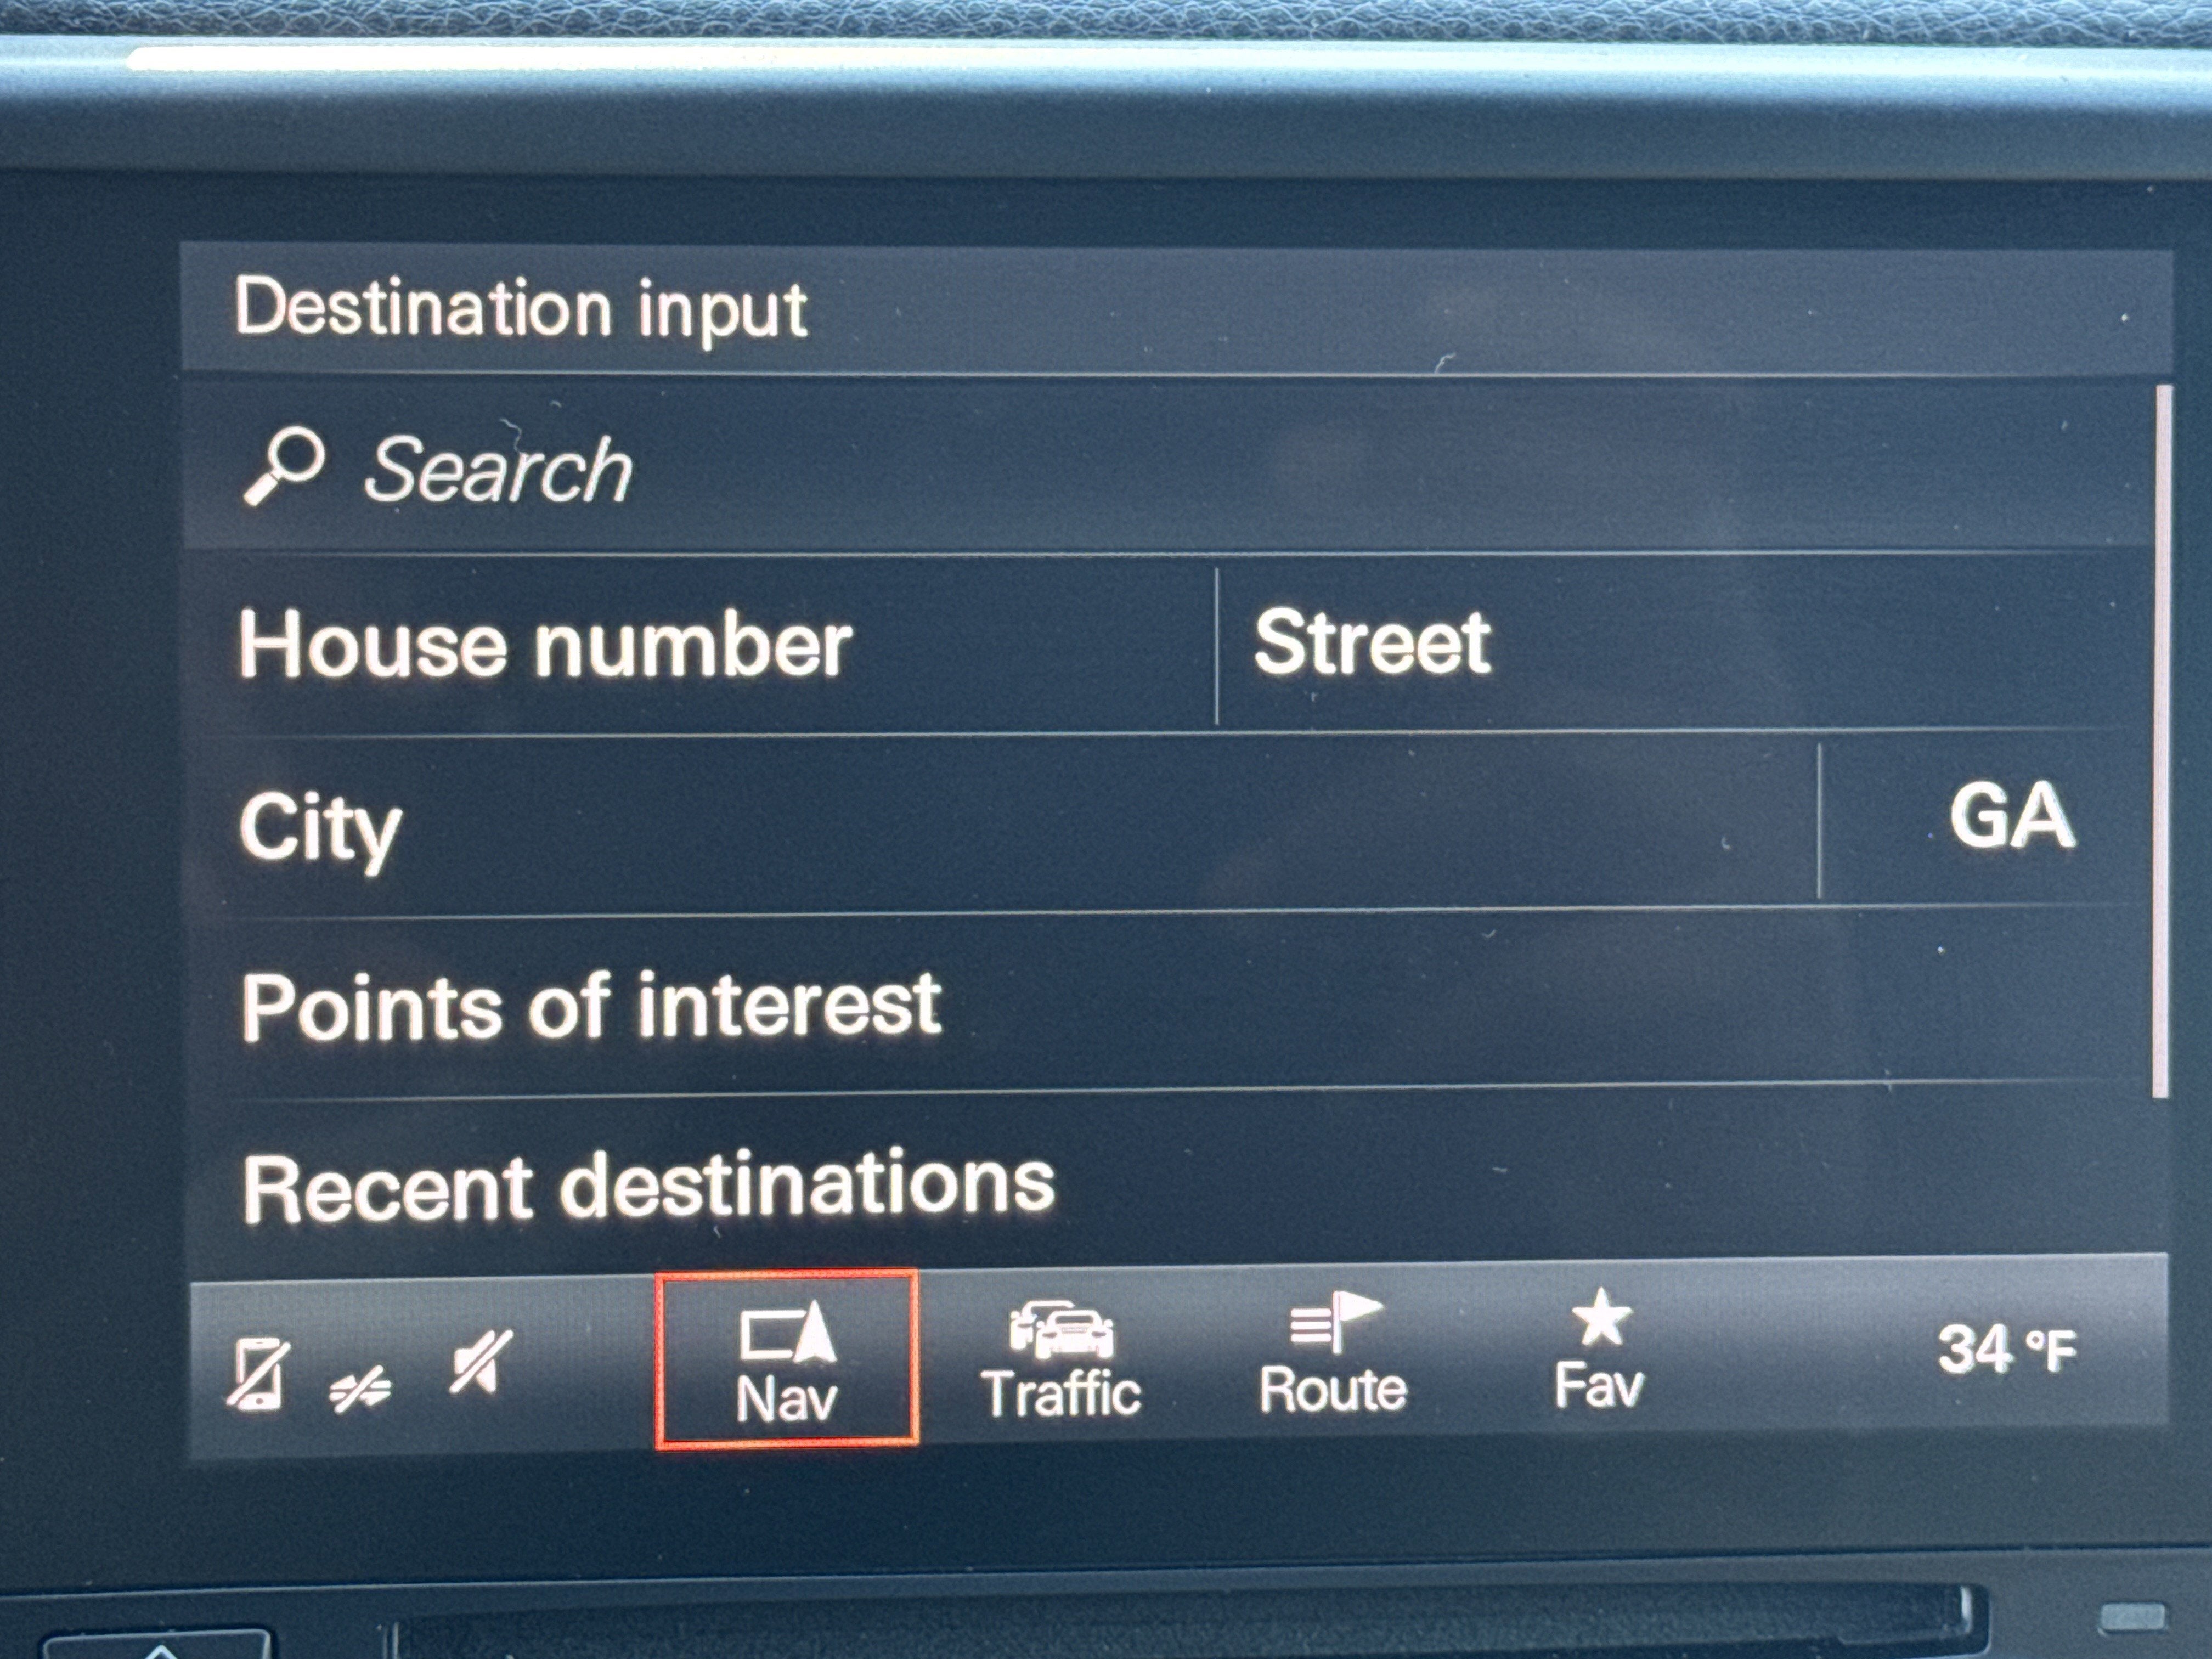 Destination input
Search
House number Street
City GA
Points of interest
Recent destinations
Nav Traffic Route Fav 34 °F